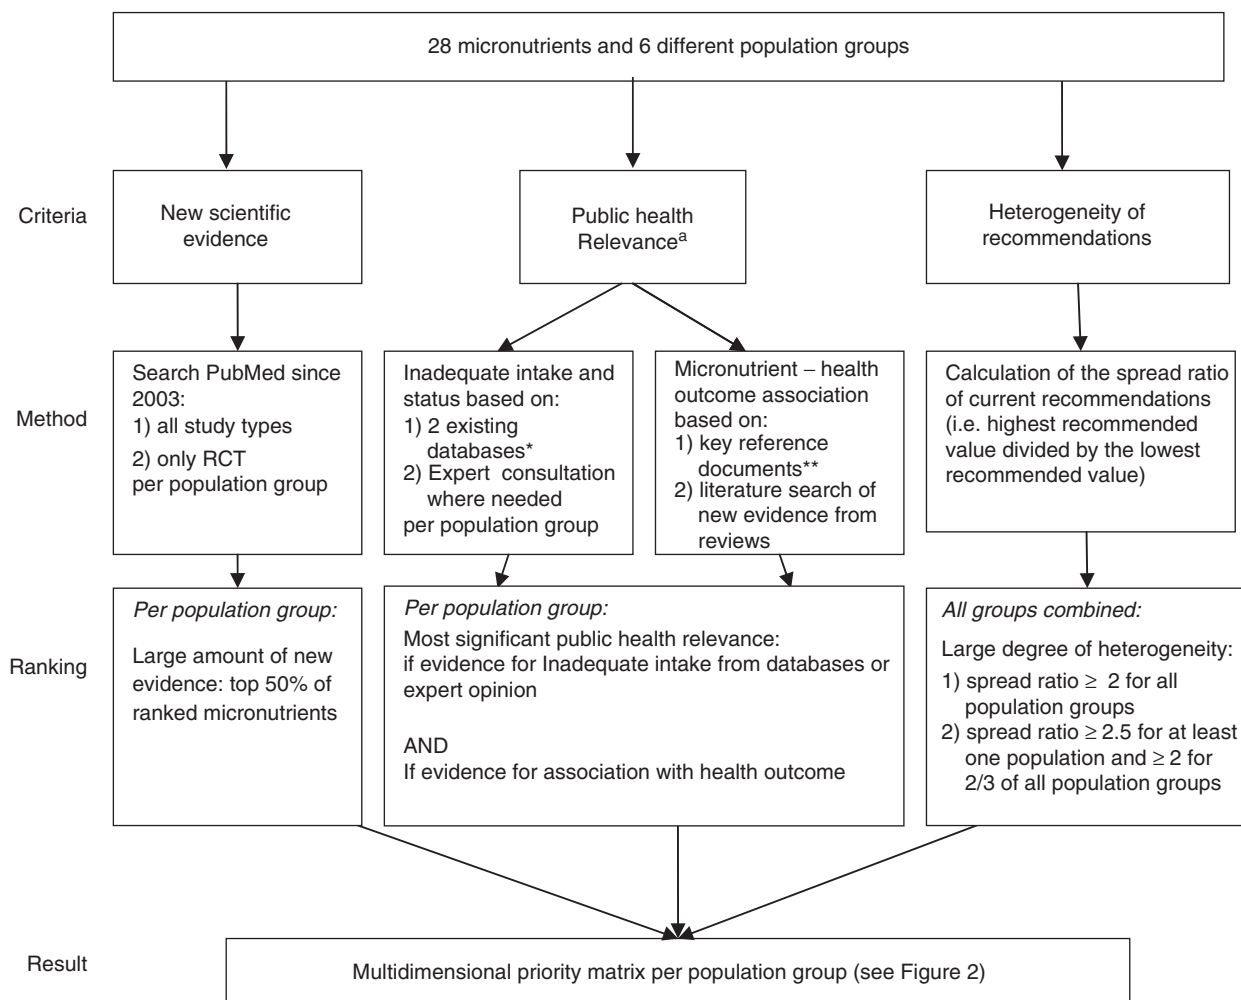 28 micronutrients and 6 different population groups
Criteria
New scientific
evidence
Public health
Relevanceᵃ
Heterogeneity of
recommendations
Method
Search PubMed since
2003:
1) all study types
2) only RCT
per population group
Inadequate intake and
status based on:
1) 2 existing
databases*
2) Expert consultation
where needed
per population group
Micronutrient – health
outcome association
based on:
1) key reference
documents**
2) literature search of
new evidence from
reviews
Calculation of the spread ratio
of current recommendations
(i.e. highest recommended
value divided by the lowest
recommended value)
Ranking
Per population group:
Large amount of new
evidence: top 50% of
ranked micronutrients
Per population group:
Most significant public health relevance:
if evidence for Inadequate intake from databases or
expert opinion
AND
If evidence for association with health outcome
All groups combined:
Large degree of heterogeneity:
1) spread ratio ≥ 2 for all
population groups
2) spread ratio ≥ 2.5 for at least
one population and ≥ 2 for
2/3 of all population groups
Result
Multidimensional priority matrix per population group (see Figure 2)